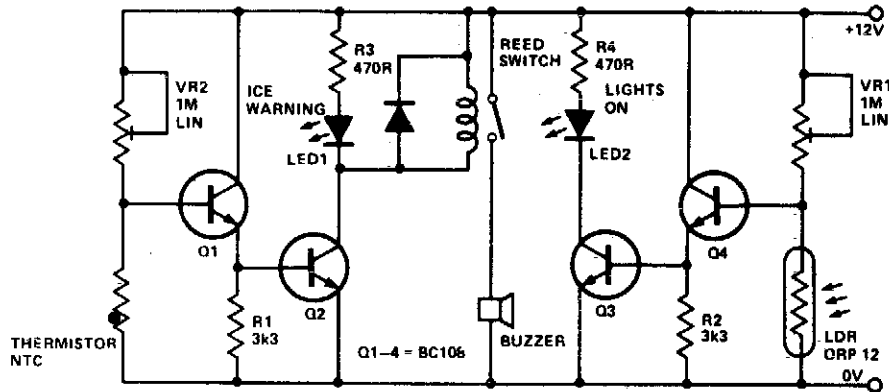 +12V
VR2
1M
LIN
ICE
WARNING
R3
470R
LED1
REED
SWITCH
R4
470R
LIGHTS
ON
LED2
VR1
1M
LIN
Q1
Q2
Q3
Q4
R1
3k3
Q1–4 = BC108
BUZZER
R2
3k3
LDR
ORP 12
THERMISTOR
NTC
0V